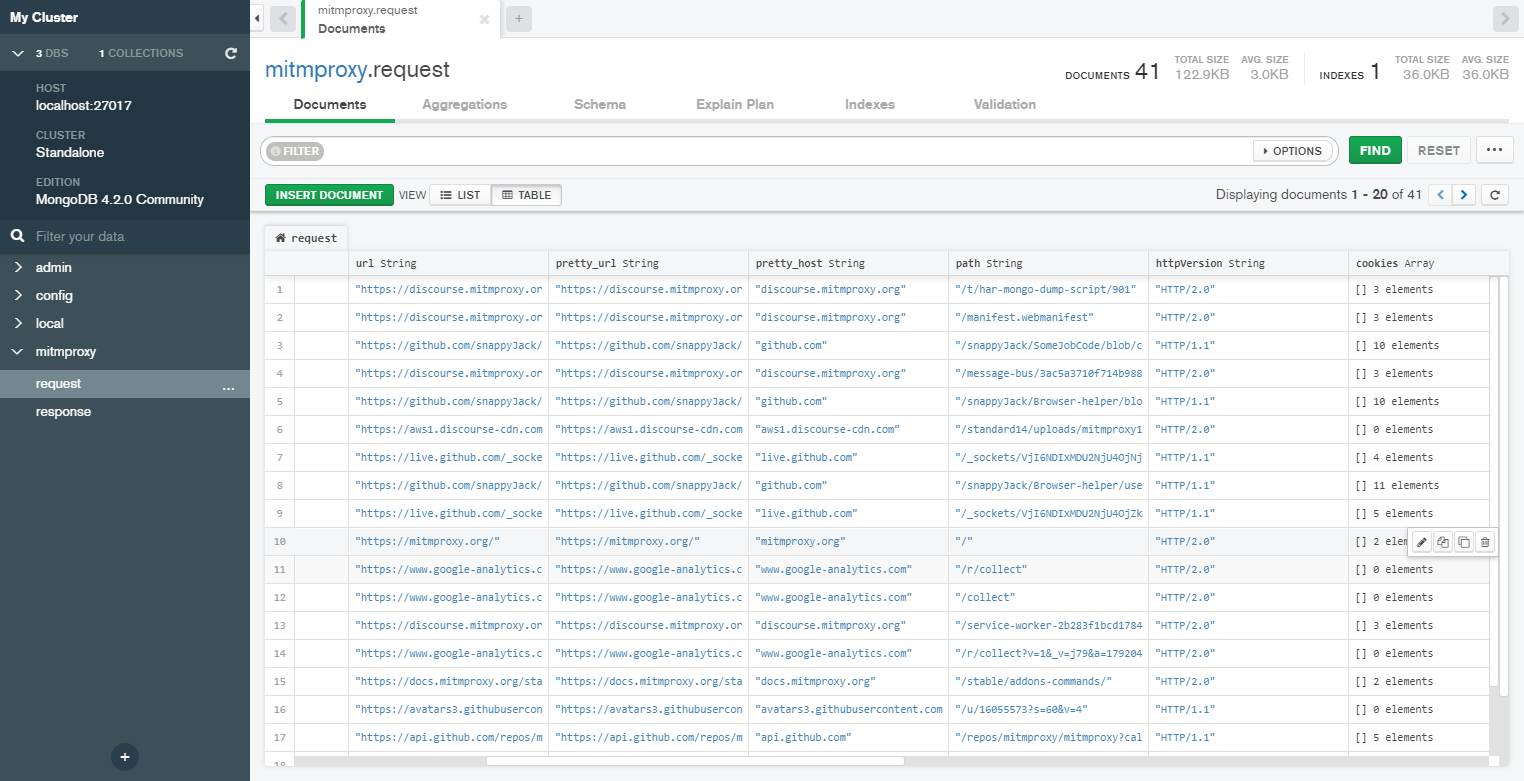 My Cluster
3 DBS 1 COLLECTIONS
HOST
localhost:27017
CLUSTER
Standalone
EDITION
MongoDB 4.2.0 Community
Filter your data
admin
config
local
mitmproxy
request ...
response
mitmproxy.request
Documents
mitmproxy.request
DOCUMENTS 41 TOTAL SIZE 122.9KB AVG. SIZE 3.0KB INDEXES 1 TOTAL SIZE 36.0KB AVG. SIZE 36.0KB
Documents Aggregations Schema Explain Plan Indexes Validation
FILTER OPTIONS FIND RESET ...
INSERT DOCUMENT VIEW LIST TABLE Displaying documents 1 - 20 of 41
request
url String pretty_url String pretty_host String path String httpVersion String cookies Array
1 "https://discourse.mitmproxy.or "https://discourse.mitmproxy.or "discourse.mitmproxy.org" "/t/har-mongo-dump-script/901" "HTTP/2.0" [] 3 elements
2 "https://discourse.mitmproxy.or "https://discourse.mitmproxy.or "discourse.mitmproxy.org" "/manifest.webmanifest" "HTTP/2.0" [] 3 elements
3 "https://github.com/snappyJack/ "https://github.com/snappyJack/ "github.com" "/snappyJack/SomeJobCode/blob/c "HTTP/1.1" [] 10 elements
4 "https://discourse.mitmproxy.or "https://discourse.mitmproxy.or "discourse.mitmproxy.org" "/message-bus/3ac5a3710f714b988 "HTTP/2.0" [] 3 elements
5 "https://github.com/snappyJack/ "https://github.com/snappyJack/ "github.com" "/snappyJack/Browser-helper/blo "HTTP/1.1" [] 10 elements
6 "https://aws1.discourse-cdn.com "https://aws1.discourse-cdn.com "aws1.discourse-cdn.com" "/standard14/uploads/mitmproxy1 "HTTP/2.0" [] 0 elements
7 "https://live.github.com/_socke "https://live.github.com/_socke "live.github.com" "/_sockets/VjI6NDIxMDU2NjU4OjNj "HTTP/1.1" [] 4 elements
8 "https://github.com/snappyJack/ "https://github.com/snappyJack/ "github.com" "/snappyJack/Browser-helper/use "HTTP/1.1" [] 11 elements
9 "https://live.github.com/_socke "https://live.github.com/_socke "live.github.com" "/_sockets/VjI6NDIxMDU2NjU4OjZk "HTTP/1.1" [] 5 elements
10 "https://mitmproxy.org/" "https://mitmproxy.org/" "mitmproxy.org" "/" "HTTP/2.0" [] 2 elem
11 "https://www.google-analytics.c "https://www.google-analytics.c "www.google-analytics.com" "/r/collect" "HTTP/2.0" [] 0 elements
12 "https://www.google-analytics.c "https://www.google-analytics.c "www.google-analytics.com" "/collect" "HTTP/2.0" [] 0 elements
13 "https://discourse.mitmproxy.or "https://discourse.mitmproxy.or "discourse.mitmproxy.org" "/service-worker-2b283f1bcd1784 "HTTP/2.0" [] 3 elements
14 "https://www.google-analytics.c "https://www.google-analytics.c "www.google-analytics.com" "/r/collect?v=1&_v=j79&a=179204 "HTTP/2.0" [] 0 elements
15 "https://docs.mitmproxy.org/sta "https://docs.mitmproxy.org/sta "docs.mitmproxy.org" "/stable/addons-commands/" "HTTP/2.0" [] 2 elements
16 "https://avatars3.githubusercon "https://avatars3.githubusercon "avatars3.githubusercontent.com "/u/16055573?s=60&v=4" "HTTP/1.1" [] 0 elements
17 "https://api.github.com/repos/m "https://api.github.com/repos/m "api.github.com" "/repos/mitmproxy/mitmproxy?cal "HTTP/1.1" [] 5 elements
18